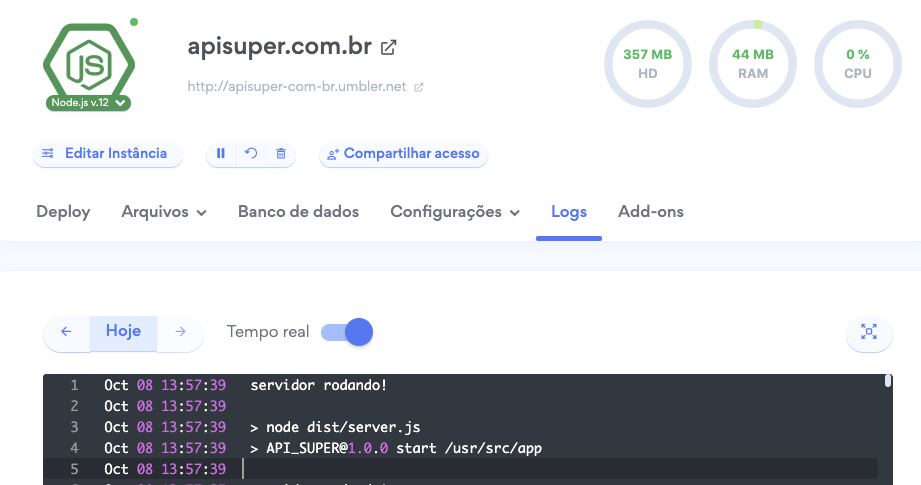 apisuper.com.br
http://apisuper-com-br.umbler.net
JS
Node.js v.12
357 MB
HD
44 MB
RAM
0 %
CPU
Editar Instância
Compartilhar acesso
Deploy
Arquivos
Banco de dados
Configurações
Logs
Add-ons
Hoje
Tempo real
1 Oct 08 13:57:39 servidor rodando!
2 Oct 08 13:57:39
3 Oct 08 13:57:39 > node dist/server.js
4 Oct 08 13:57:39 > API_SUPER@1.0.0 start /usr/src/app
5 Oct 08 13:57:39